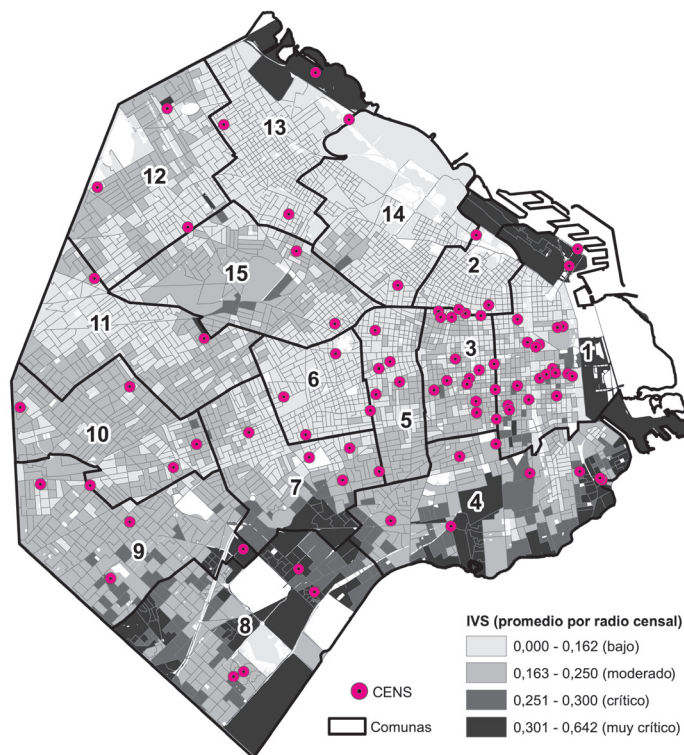 13
12
14
2
15
11
1
3
6
5
10
7
4
9
8
IVS (promedio por radio censal)
0,000 - 0,162 (bajo)
0,163 - 0,250 (moderado)
0,251 - 0,300 (crítico)
0,301 - 0,642 (muy crítico)
CENS
Comunas